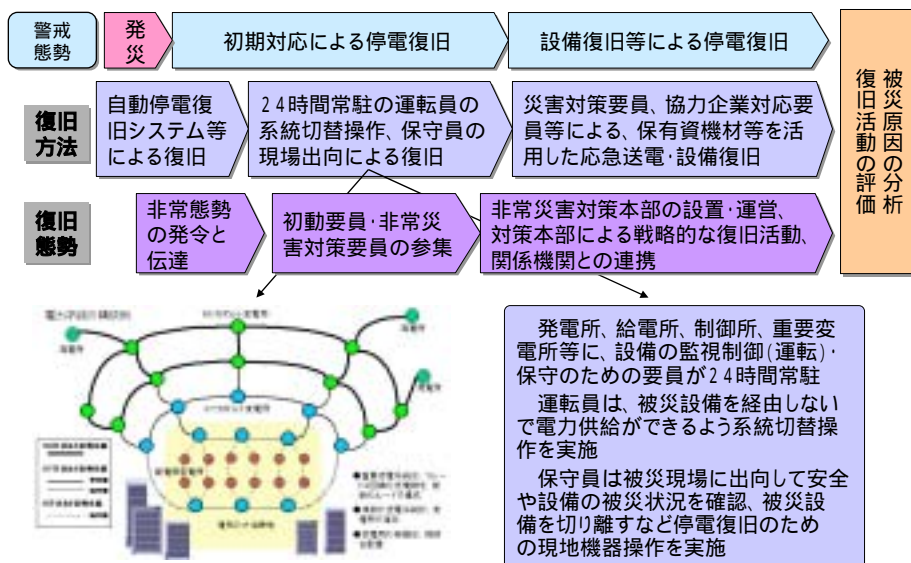 警戒
態勢
発
災
初期対応による停電復旧
設備復旧等による停電復旧
被災原因の分析
復旧活動の評価
復旧
方法
自動停電復
旧システム等
による復旧
24時間常駐の運転員の
系統切替操作、保守員の
現場出向による復旧
災害対策要員、協力企業対応要
員等による、保有資機材等を活
用した応急送電・設備復旧
復旧
態勢
非常態勢
の発令と
伝達
初動要員・非常災
害対策要員の参集
非常災害対策本部の設置・運営、
対策本部による戦略的な復旧活動、
関係機関との連携
発電所、給電所、制御所、重要変
電所等に、設備の監視制御(運転)・
保守のための要員が24時間常駐
運転員は、被災設備を経由しない
で電力供給ができるよう系統切替操
作を実施
保守員は被災現場に出向して安全
や設備の被災状況を確認、被災設
備を切り離すなど停電復旧のため
の現地機器操作を実施